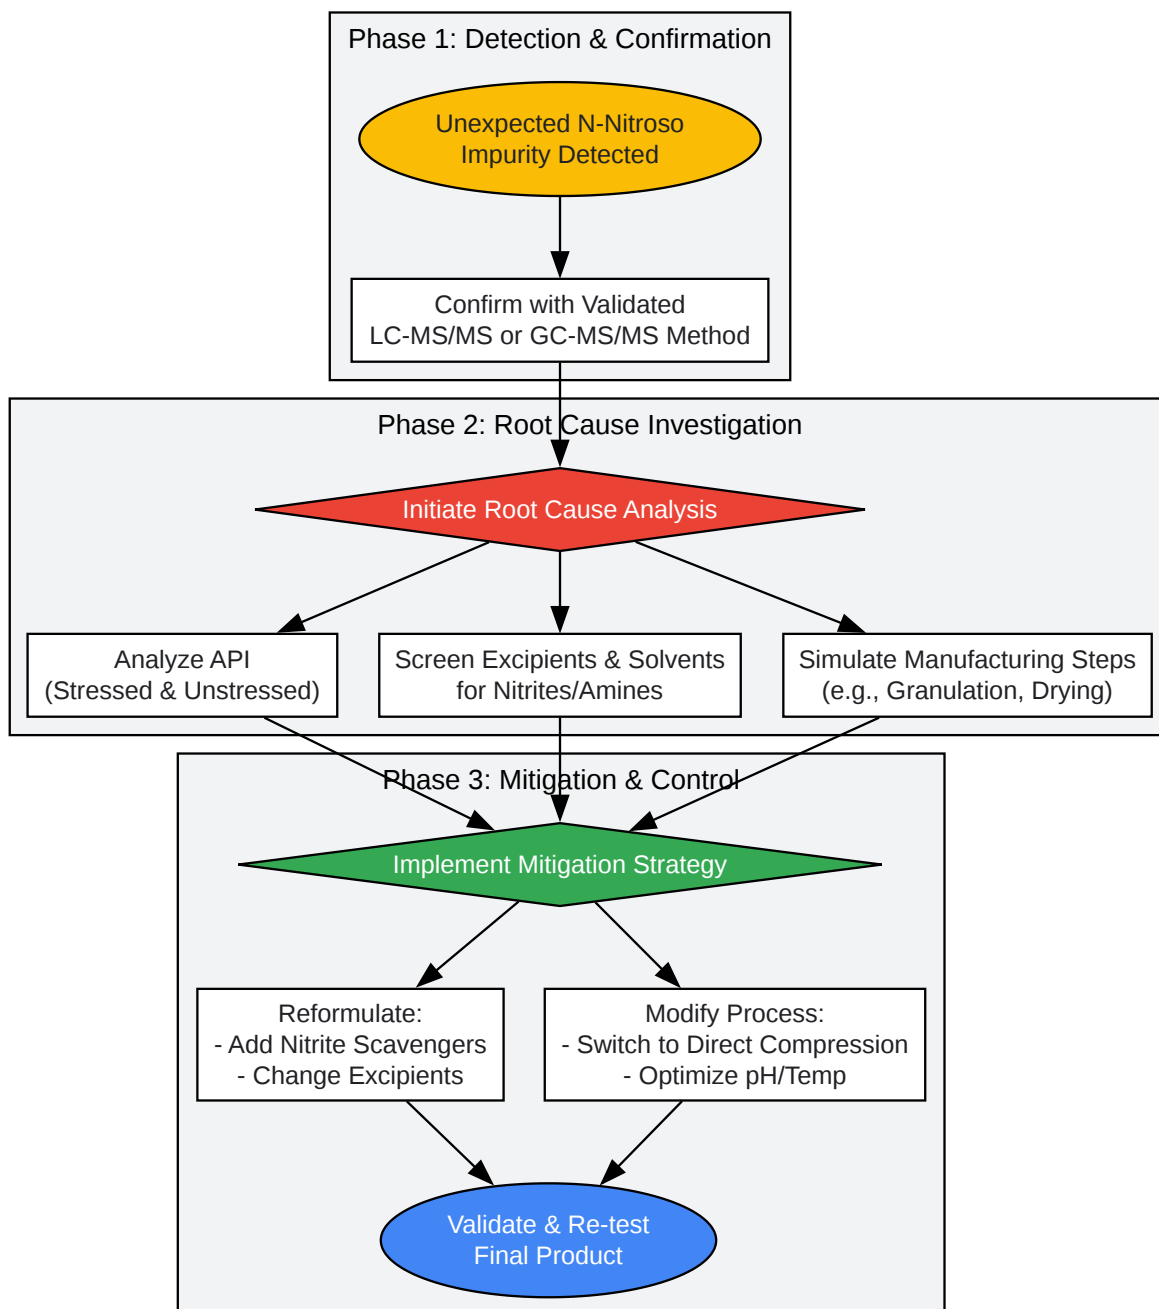 Phase 1: Detection & Confirmation
Unexpected N-Nitroso
Impurity Detected
Confirm with Validated
LC-MS/MS or GC-MS/MS Method
Phase 2: Root Cause Investigation
Initiate Root Cause Analysis
Analyze API
(Stressed & Unstressed)
Screen Excipients & Solvents
for Nitrites/Amines
Simulate Manufacturing Steps
(e.g., Granulation, Drying)
Phase 3: Mitigation & Control
Implement Mitigation Strategy
Reformulate:
- Add Nitrite Scavengers
- Change Excipients
Modify Process:
- Switch to Direct Compression
- Optimize pH/Temp
Validate & Re-test
Final Product